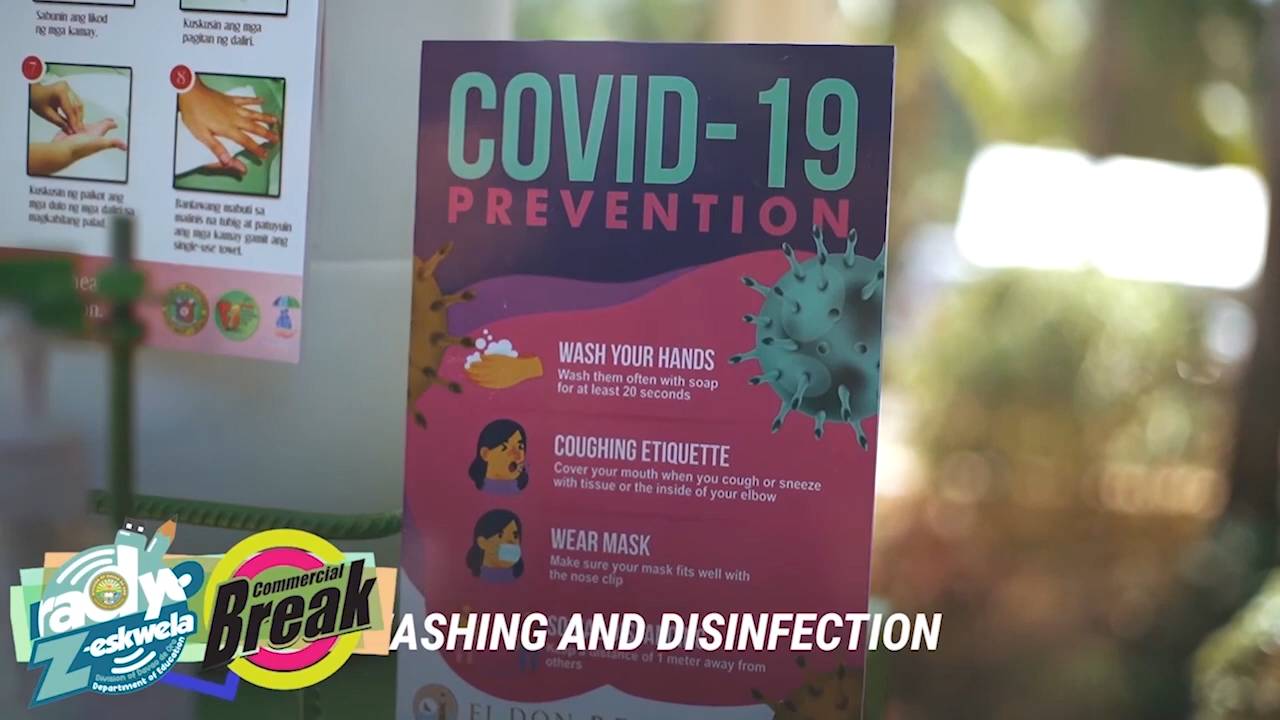 Sabunin ang likod
ng mga kamay.
Kuskusin ang mga
pagitan ng daliri.
7
8
Kuskusin ng paikot ang
mga dulo ng mga daliri sa
magkabilang palad.
Banlawang mabuti sa
malinis na tubig at patuyuin
ang mga kamay gamit ang
single-use towel.
COVID-19
PREVENTION
WASH YOUR HANDS
Wash them often with soap
for at least 20 seconds
COUGHING ETIQUETTE
Cover your mouth when you cough or sneeze
with tissue or the inside of your elbow
WEAR MASK
Make sure your mask fits well with
the nose clip
distance of 1 meter away from
others
ASHING AND DISINFECTION
EL DON
radyo
Z-eskwela
Department of Education
Commercial
Break